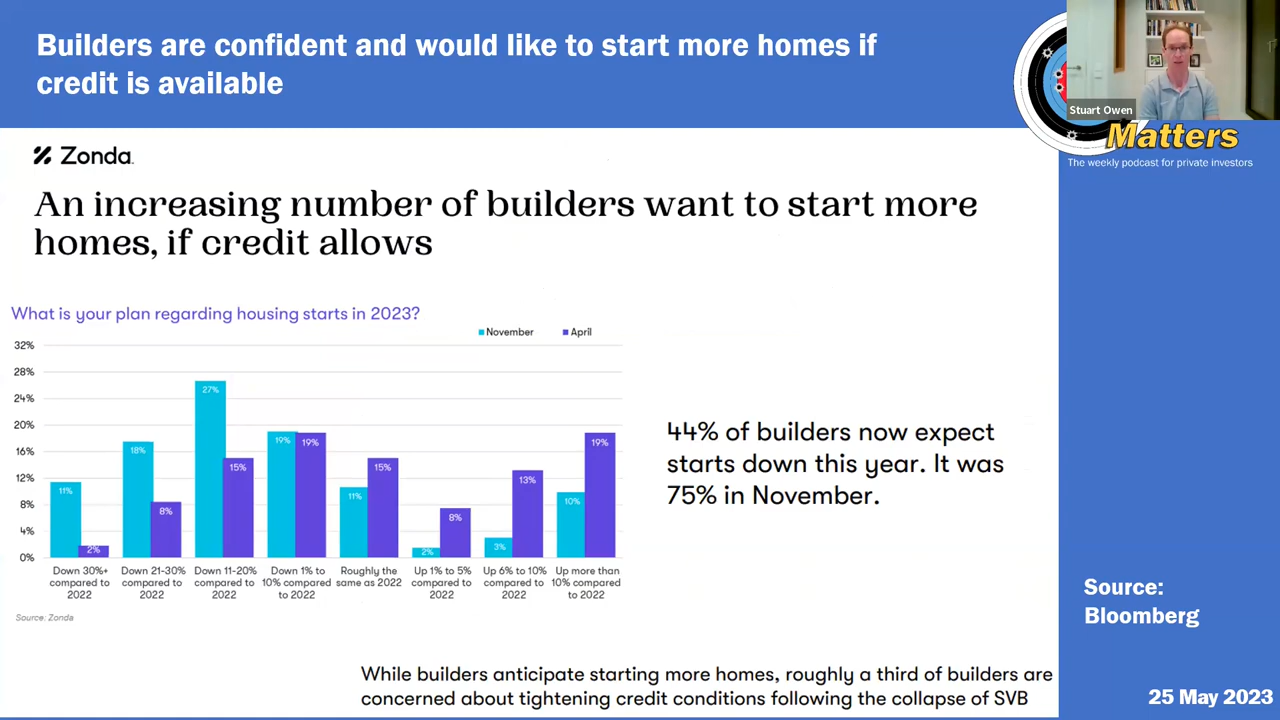 Builders are confident and would like to start more homes if
credit is available
Stuart Owen
Matters
The weekly podcast for private investors
Zonda.
An increasing number of builders want to start more
homes, if credit allows
What is your plan regarding housing starts in 2023?
November April
32%
28%
24%
20%
16%
12%
8%
4%
0%
11% 2%
18% 8%
27% 15%
19% 19%
11% 15%
2% 8%
3% 13%
10% 19%
Down 30%+
compared to
2022
Down 21-30%
compared to
2022
Down 11-20%
compared to
2022
Down 1% to
10% compared
to 2022
Roughly the
same as 2022
Up 1% to 5%
compared to
2022
Up 6% to 10%
compared to
2022
Up more than
10% compared
to 2022
Source: Zonda
44% of builders now expect
starts down this year. It was
75% in November.
While builders anticipate starting more homes, roughly a third of builders are
concerned about tightening credit conditions following the collapse of SVB
Source:
Bloomberg
25 May 2023